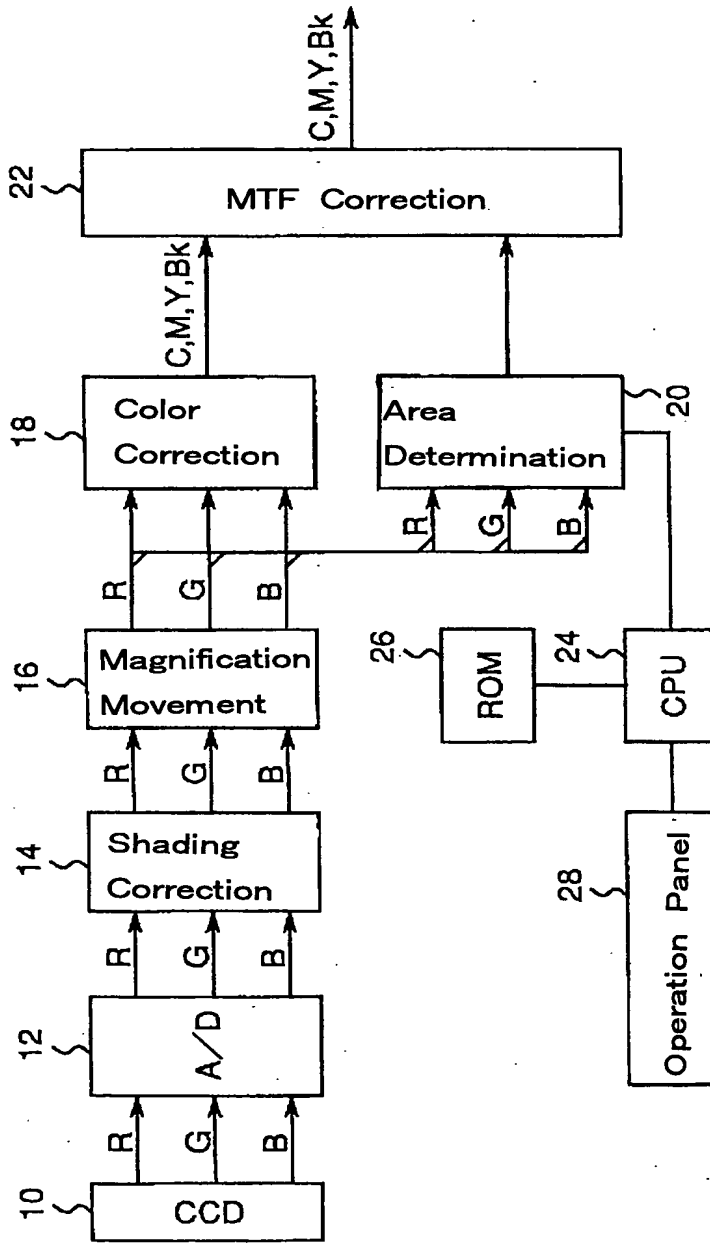 10
CCD
R
G
B
12
A/D
R
G
B
14
Shading
Correction
R
G
B
16
Magnification
Movement
R
G
B
18
Color
Correction
C,M,Y,Bk
R
G
B
Area
Determination
20
22
MTF Correction
C,M,Y,Bk
26
ROM
24
CPU
28
Operation Panel